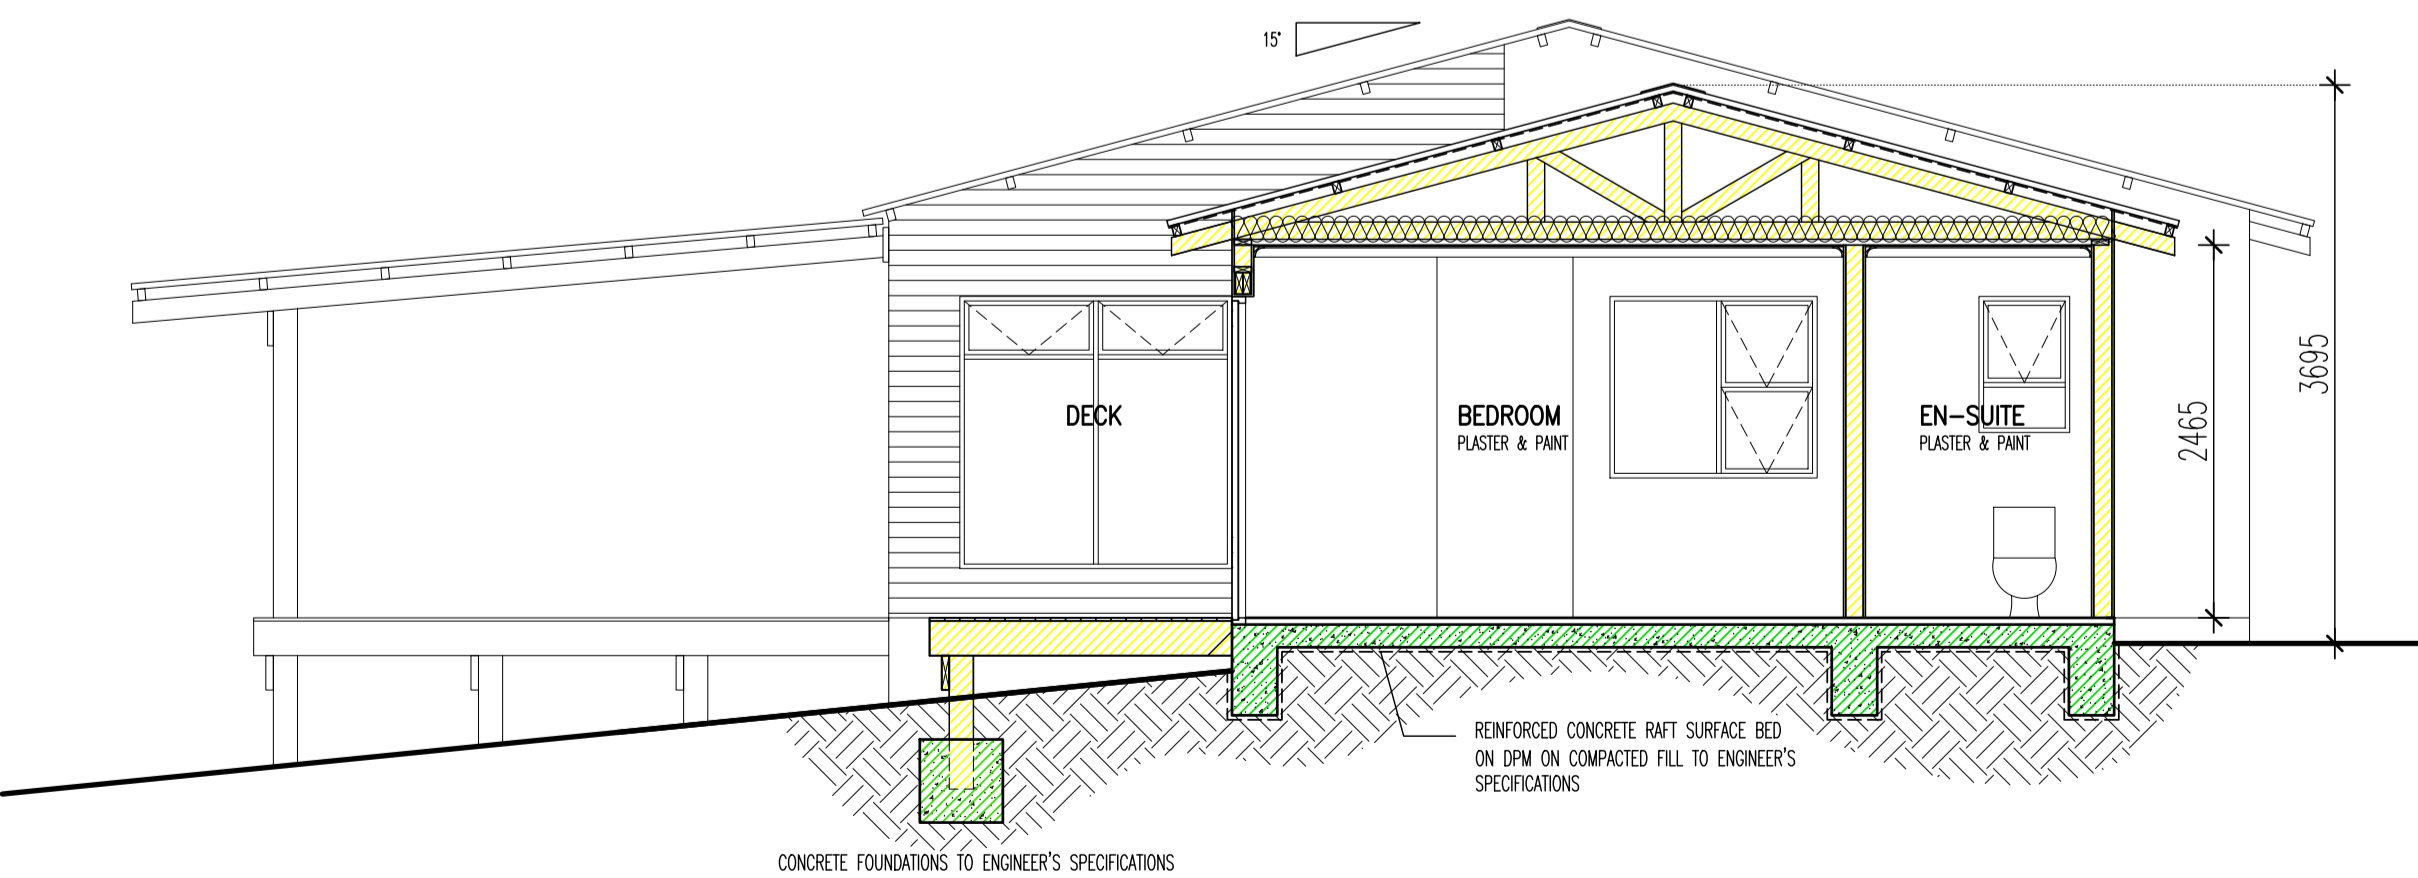 15°
DECK
BEDROOM
PLASTER & PAINT
EN-SUITE
PLASTER & PAINT
2465
3695
REINFORCED CONCRETE RAFT SURFACE BED
ON DPM ON COMPACTED FILL TO ENGINEER'S
SPECIFICATIONS
CONCRETE FOUNDATIONS TO ENGINEER'S SPECIFICATIONS